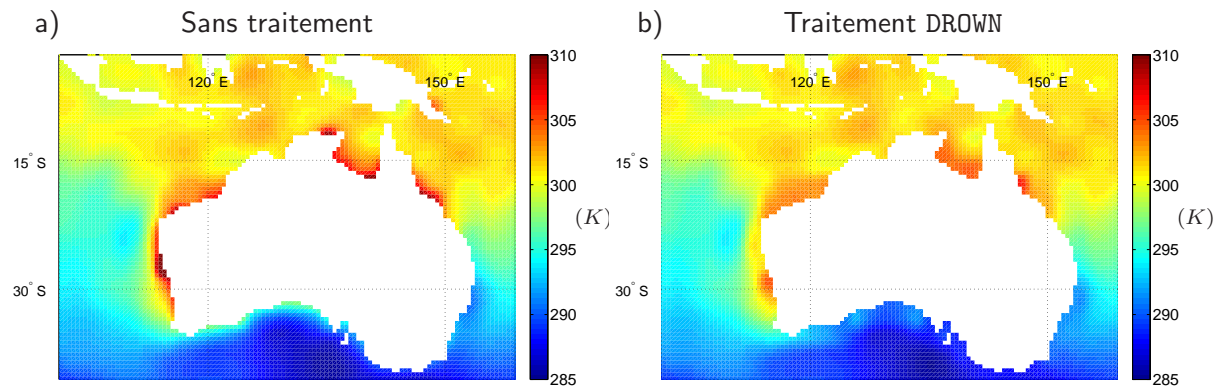 a) Sans traitement
120° E
150° E
15° S
30° S
310
305
300
295
290
285
(K)
b) Traitement DROWN
120° E
150° E
15° S
30° S
310
305
300
295
290
285
(K)